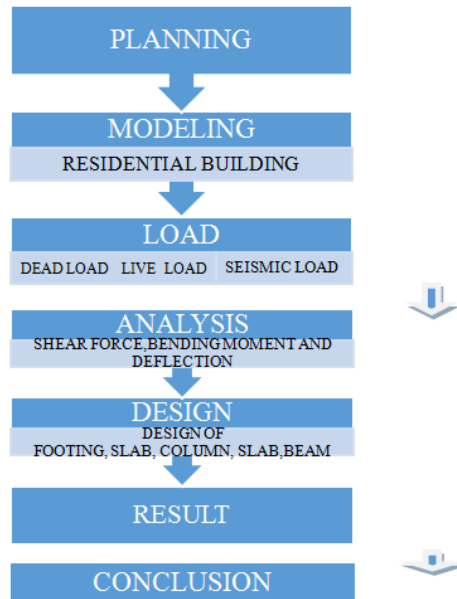 PLANNING
MODELING
RESIDENTIAL BUILDING
LOAD
DEAD LOAD LIVE LOAD SEISMIC LOAD
ANALYSIS
SHEAR FORCE,BENDING MOMENT AND
DEFLECTION
DESIGN
DESIGN OF
FOOTING, SLAB, COLUMN, SLAB,BEAM
RESULT
CONCLUSION